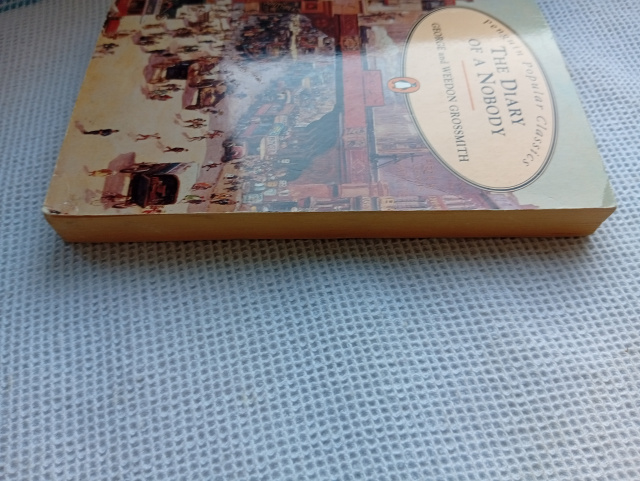 Penguin Popular Classics
THE DIARY
OF A NOBODY
GEORGE and WEEDON GROSSMITH